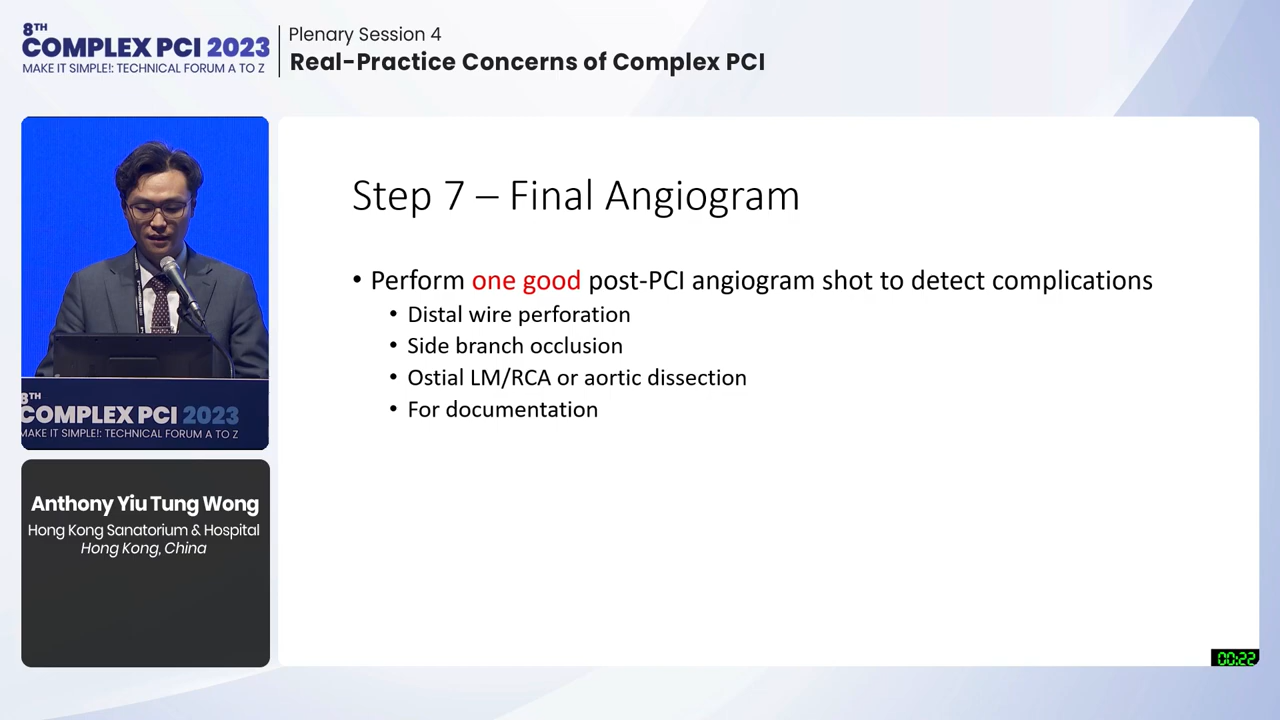 8TH
COMPLEX PCI 2023
MAKE IT SIMPLE!: TECHNICAL FORUM A TO Z
Plenary Session 4
Real-Practice Concerns of Complex PCI
Step 7 – Final Angiogram
• Perform one good post-PCI angiogram shot to detect complications
• Distal wire perforation
• Side branch occlusion
• Ostial LM/RCA or aortic dissection
• For documentation
8TH
COMPLEX PCI 2023
MAKE IT SIMPLE!: TECHNICAL FORUM A TO Z
Anthony Yiu Tung Wong
Hong Kong Sanatorium & Hospital
Hong Kong, China
00:22